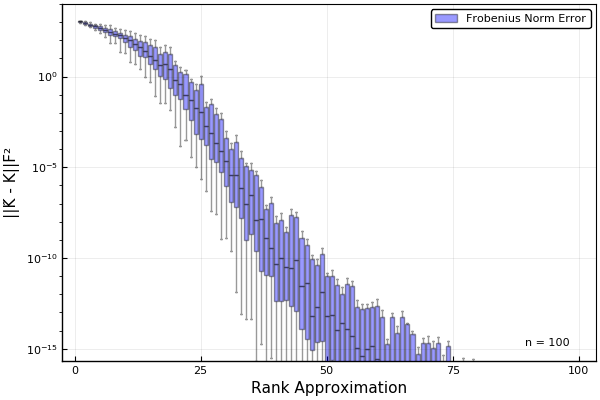 Frobenius Norm Error
||K - K||F²
10⁰
10⁻⁵
10⁻¹⁰
10⁻¹⁵
n = 100
0 25 50 75 100
Rank Approximation